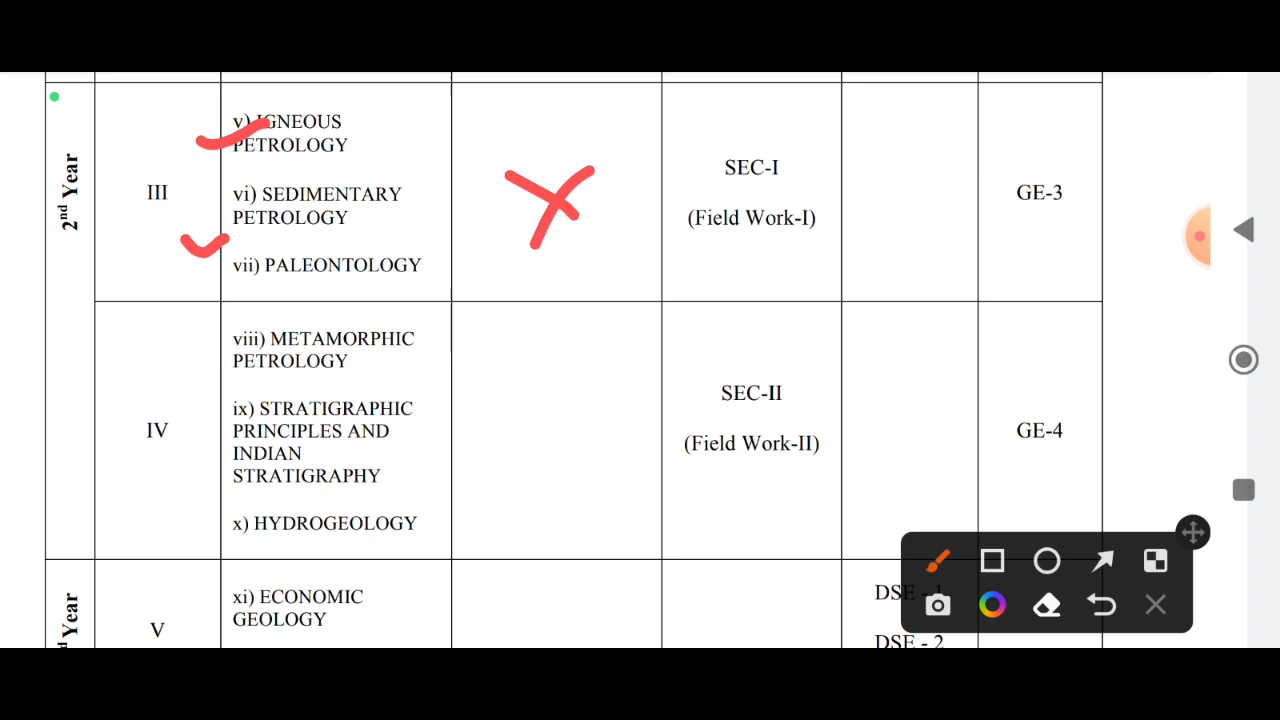 2nd Year
III
v) IGNEOUS
PETROLOGY
vi) SEDIMENTARY
PETROLOGY
vii) PALEONTOLOGY
SEC-I
(Field Work-I)
GE-3
IV
viii) METAMORPHIC
PETROLOGY
ix) STRATIGRAPHIC
PRINCIPLES AND
INDIAN
STRATIGRAPHY
x) HYDROGEOLOGY
SEC-II
(Field Work-II)
GE-4
Year
V
xi) ECONOMIC
GEOLOGY
DSE - 1
DSE - 2